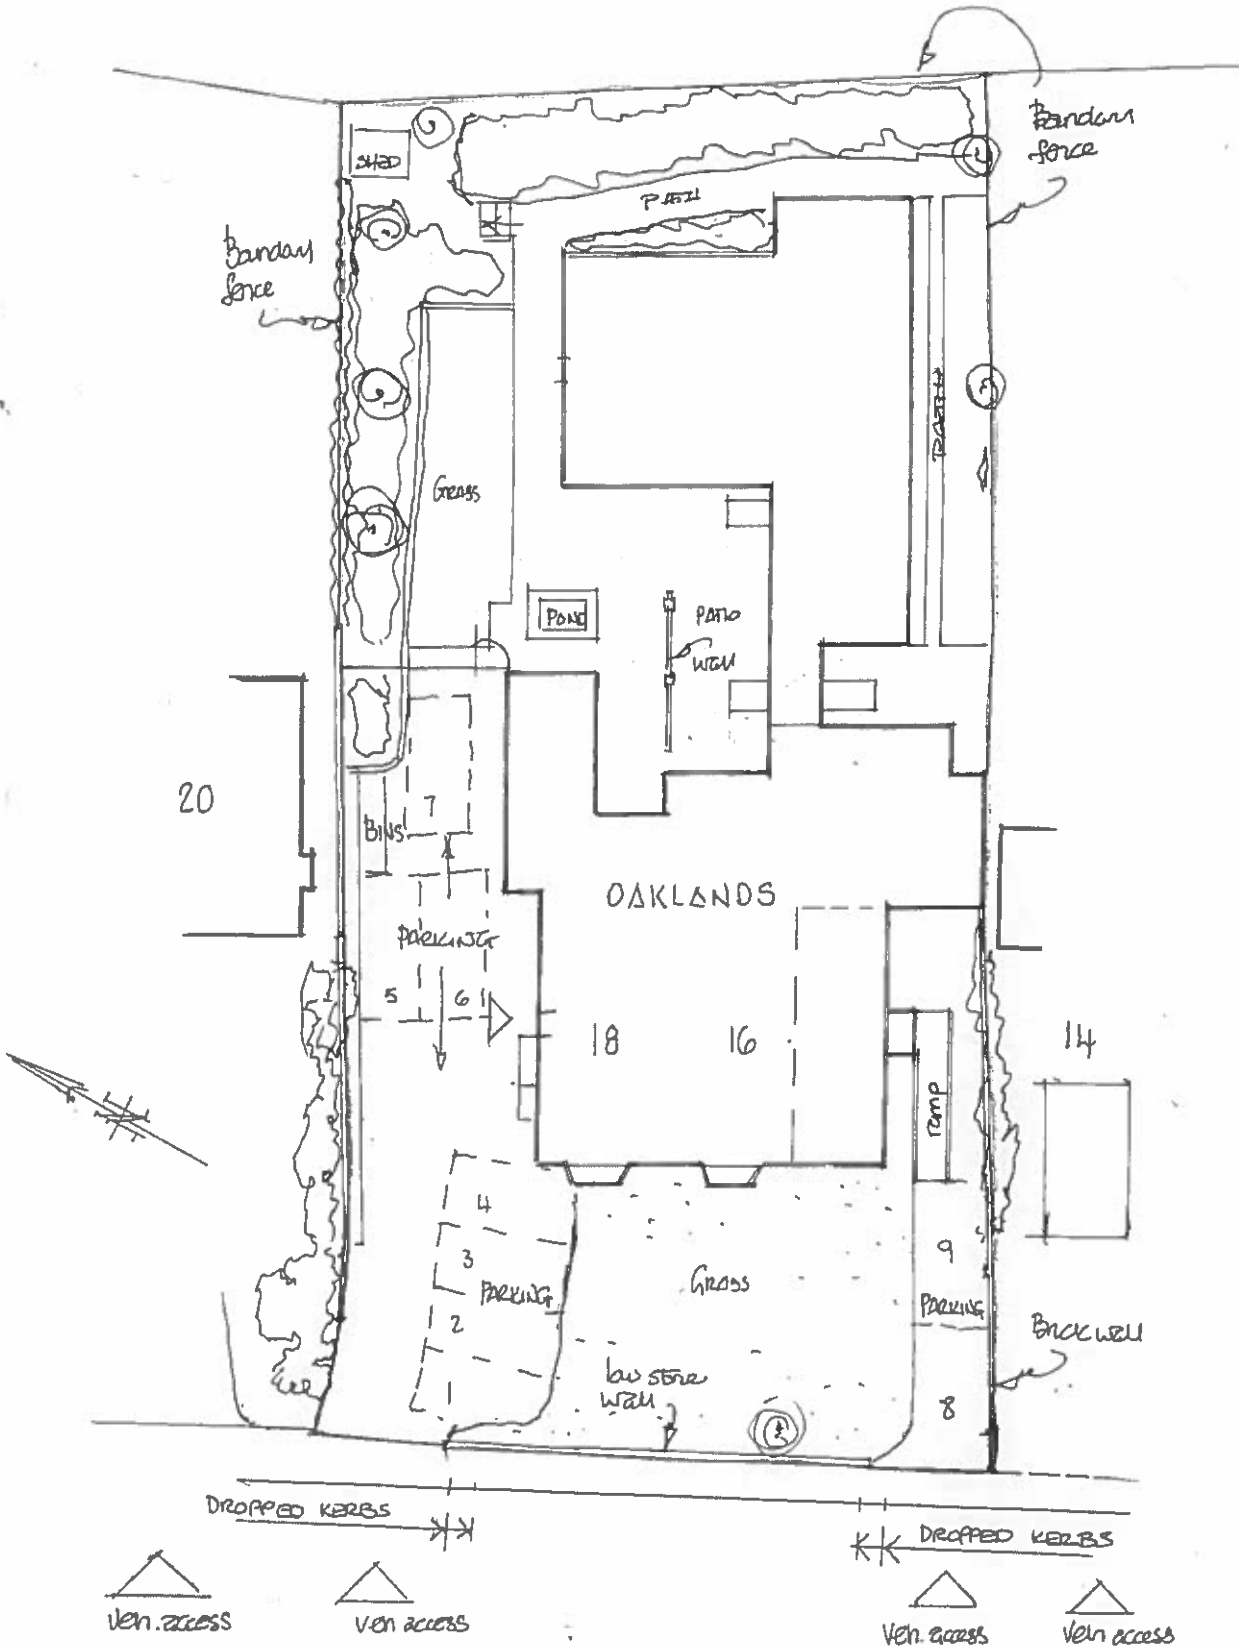 Boundary
fence
SHED
PATH
Boundary
fence
PATH
GRASS
POND
PATIO
Wall
20
7
BINS
OAKLANDS
PARKING
5
6
18
16
14
ramp
4
3
PARKING
GRASS
9
PARKING
2
Brick wall
low stone
wall
8
DROPPED KERBS
DROPPED KERBS
Veh. access
Veh access
Veh. access
Veh access